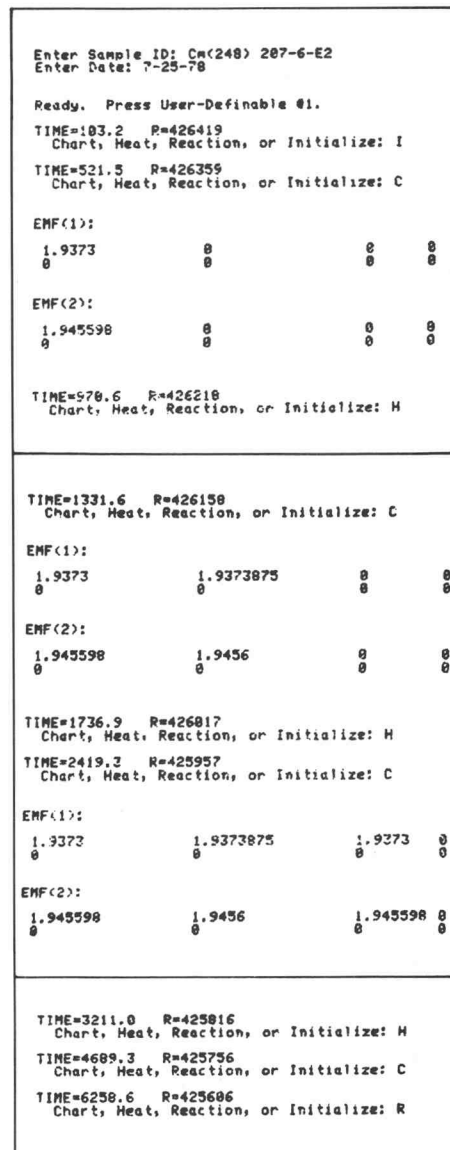 Enter Sample ID: Cm(248) 207-6-E2
Enter Date: 7-25-78
Ready. Press User-Definable #1.
TIME=103.2 R=426419
Chart, Heat, Reaction, or Initialize: I
TIME=521.5 R=426359
Chart, Heat, Reaction, or Initialize: C
EMF(1):
1.9373 0 0 0
0 0 0 0
EMF(2):
1.945598 0 0 0
0 0 0 0
TIME=970.6 R=426218
Chart, Heat, Reaction, or Initialize: H
TIME=1331.6 R=426158
Chart, Heat, Reaction, or Initialize: C
EMF(1):
1.9373 1.9373875 0 0
0 0 0 0
EMF(2):
1.945598 1.9456 0 0
0 0 0 0
TIME=1736.9 R=426017
Chart, Heat, Reaction, or Initialize: H
TIME=2419.3 R=425957
Chart, Heat, Reaction, or Initialize: C
EMF(1):
1.9373 1.9373875 1.9373 0
0 0 0 0
EMF(2):
1.945598 1.9456 1.945598 0
0 0 0 0
TIME=3211.0 R=425816
Chart, Heat, Reaction, or Initialize: H
TIME=4689.3 R=425756
Chart, Heat, Reaction, or Initialize: C
TIME=6258.6 R=425606
Chart, Heat, Reaction, or Initialize: R